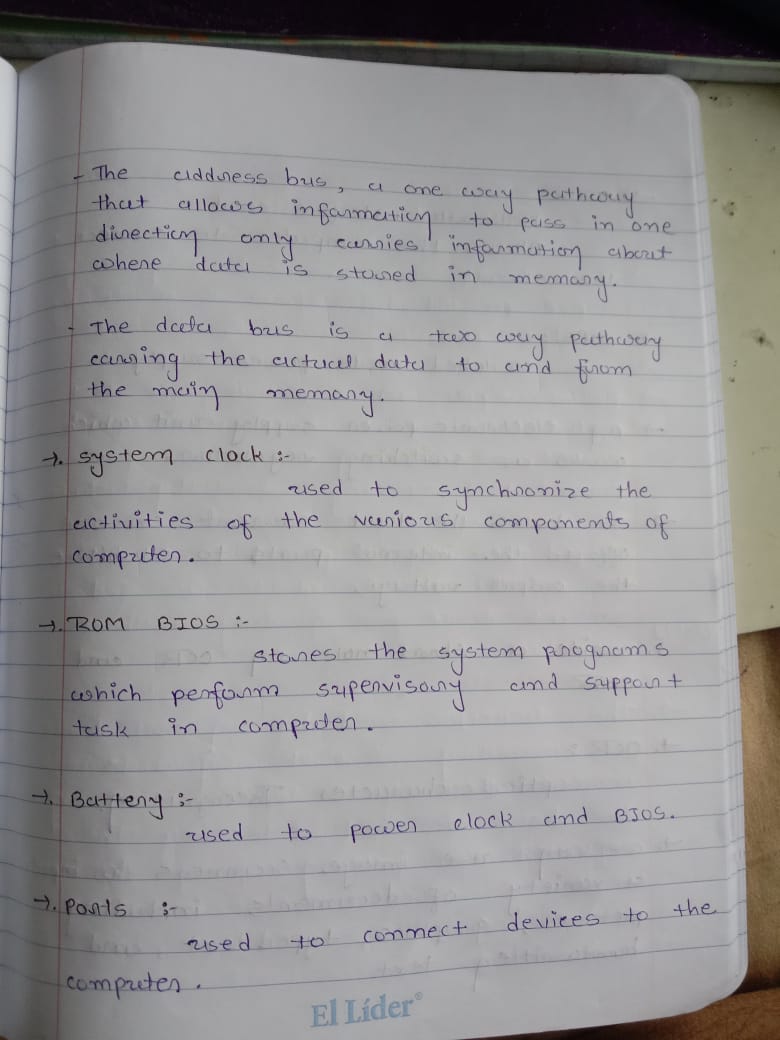 - The address bus, a one way pathway
that allows information to pass in one
direction only carries information about
where data is stored in memory.
- The data bus is a two way pathway
carring the actual data to and from
the main memory.
→. System clock :-
used to synchronize the
activities of the various components of
computer.
→. ROM BIOS :-
stores the system programs
which perform supervisory and support
task in computer.
→. Battery :-
used to power clock and BIOS.
→. Ports :-
used to connect devices to the
computer.
El Líder®